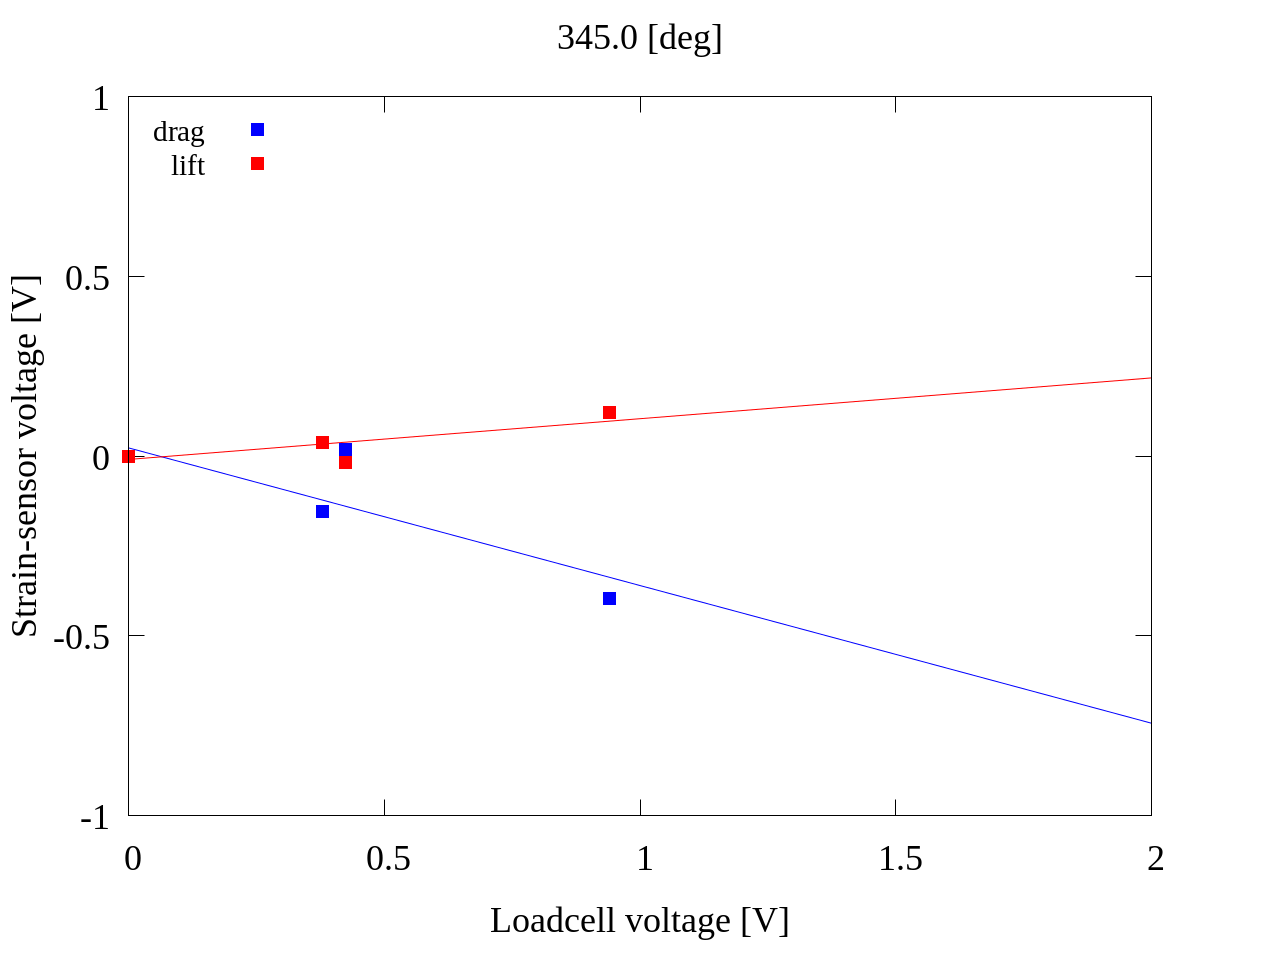 345.0 [deg]
1
drag
lift
0.5
0
-0.5
-1
Strain-sensor voltage [V]
0 0.5 1 1.5 2
Loadcell voltage [V]